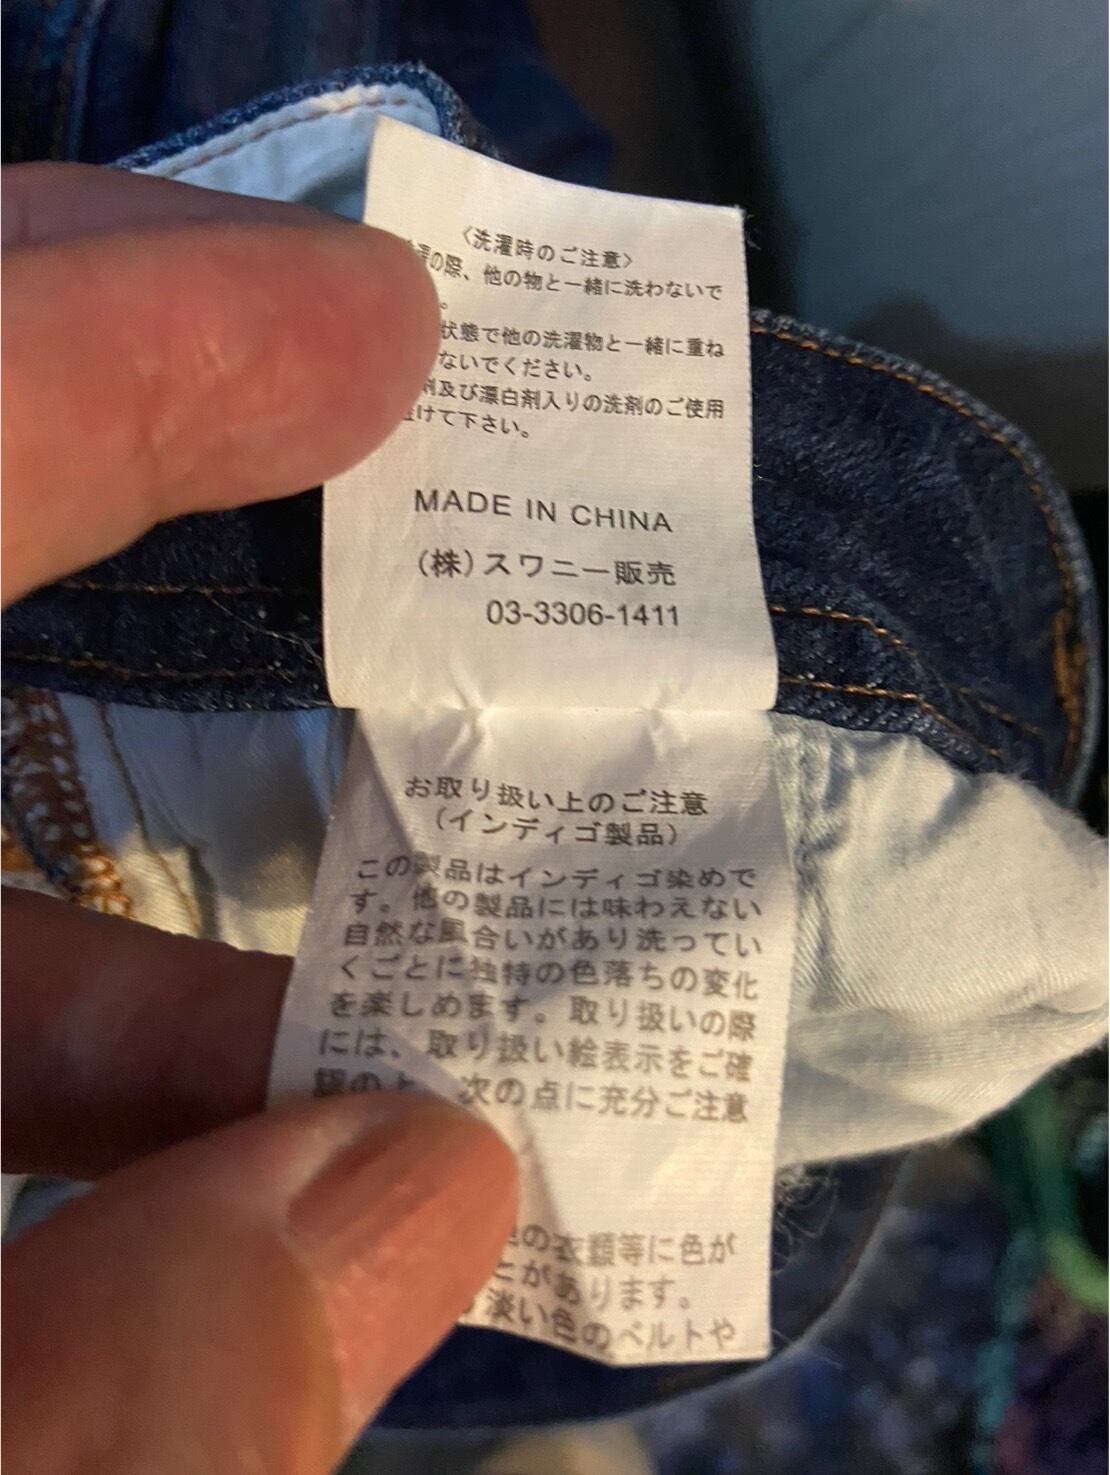 〈洗濯時のご注意〉
の際、他の物と一緒に洗わないで
。
状態で他の洗濯物と一緒に重ね
ないでください。
剤及び漂白剤入りの洗剤のご使用
けて下さい。
MADE IN CHINA
(株)スワニー販売
03-3306-1411
お取り扱い上のご注意
(インディゴ製品)
この製品はインディゴ染めで
す。他の製品には味わえない
自然な風合いがあり洗ってい
くごとに独特の色落ちの変化
を楽しめます。取り扱いの際
には、取り扱い絵表示をご確
認の上、次の点に充分ご注意
の衣類等に色が
とがあります。
淡い色のベルトや